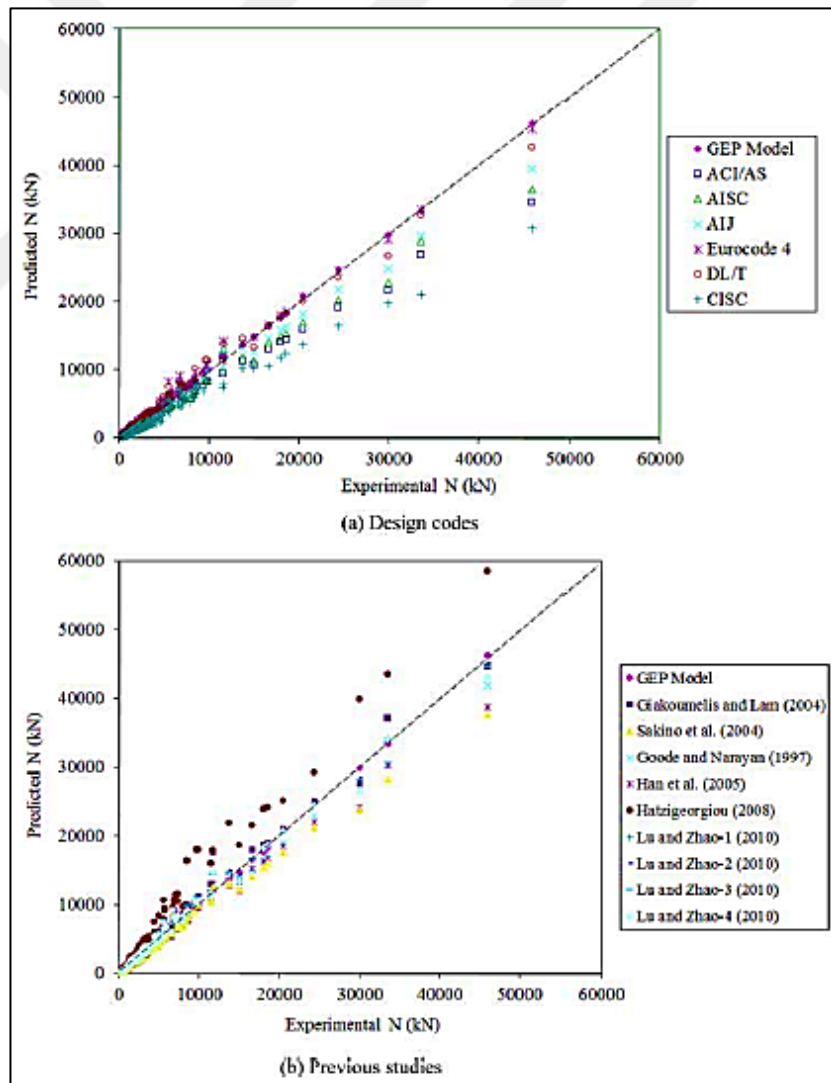 60000
50000
40000
30000
20000
10000
0
Predicted N (kN)
0
10000
20000
30000
40000
50000
60000
Experimental N (kN)
GEP Model
ACI/AS
AISC
AIJ
Eurocode 4
DL/T
CISC
(a) Design codes
60000
50000
40000
30000
20000
10000
0
Predicted N (kN)
0
10000
20000
30000
40000
50000
60000
Experimental N (kN)
GEP Model
Giakoumelis and Lam (2004)
Sakino et al. (2004)
Goode and Narayan (1997)
Han et al. (2005)
Hatzigeorgiou (2008)
Lu and Zhao-1 (2010)
Lu and Zhao-2 (2010)
Lu and Zhao-3 (2010)
Lu and Zhao-4 (2010)
(b) Previous studies